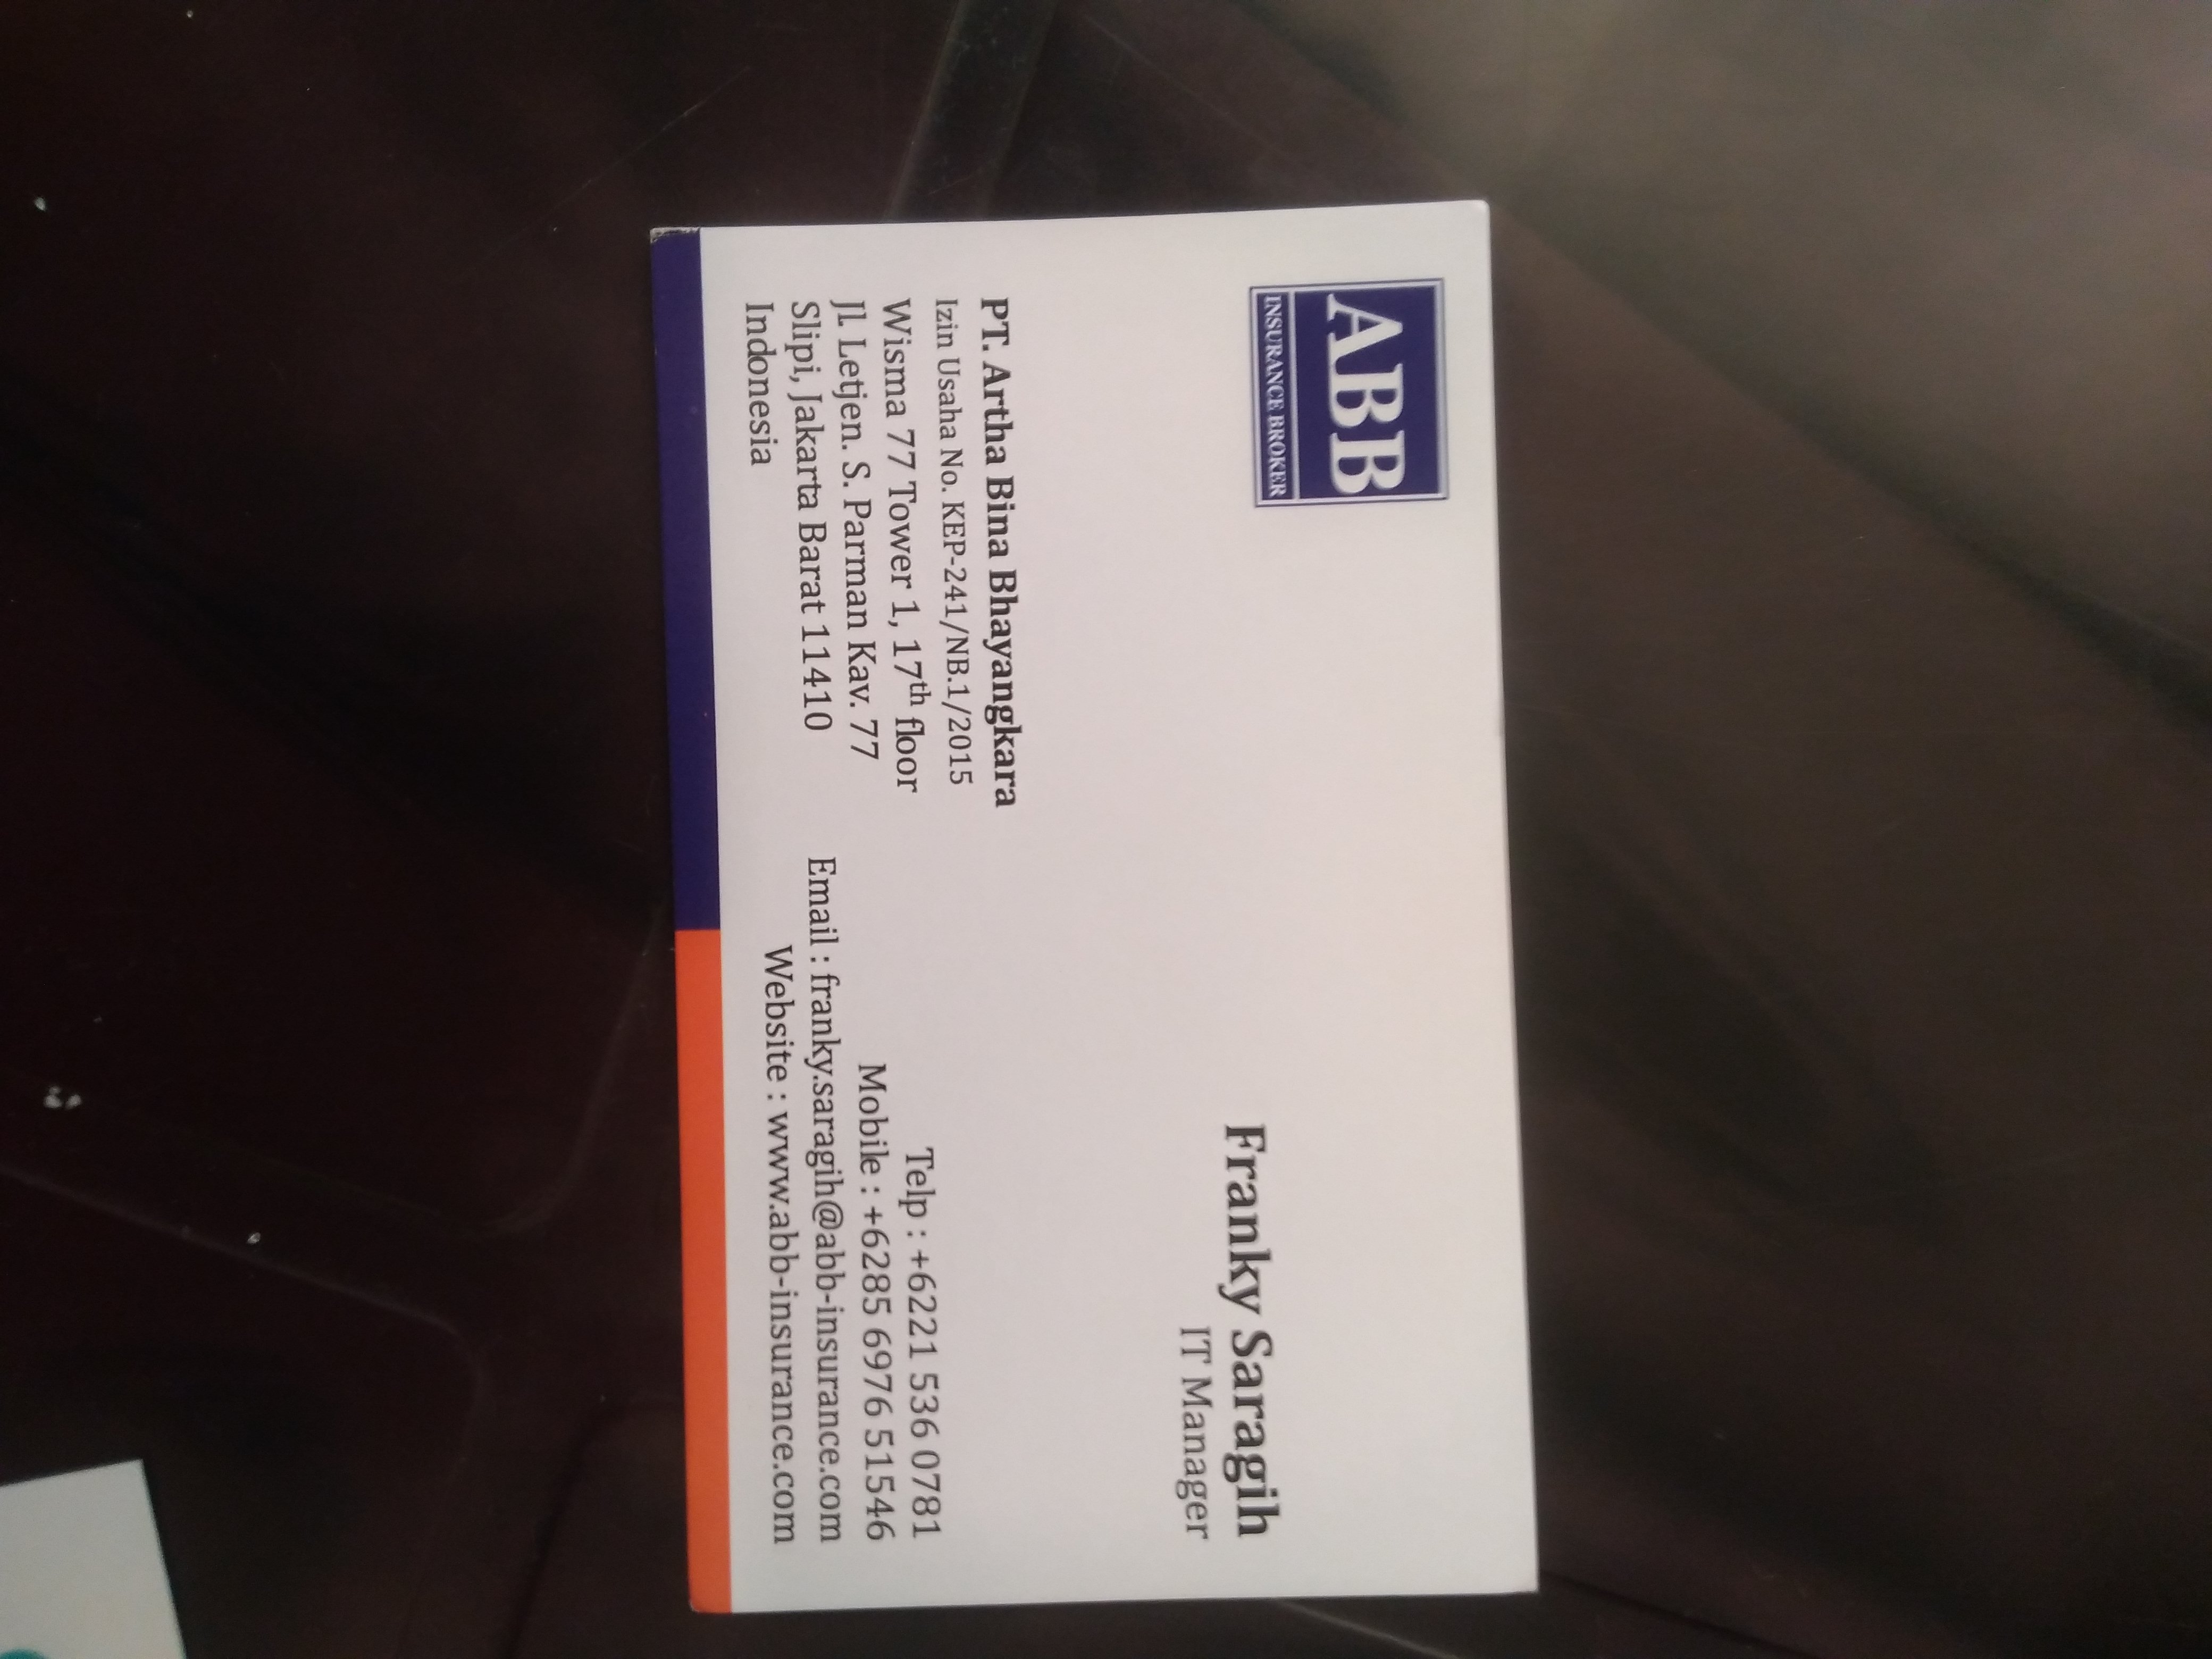 ABB
INSURANCE BROKER
Franky Saragih
IT Manager
PT. Artha Bina Bhayangkara
Izin Usaha No. KEP-241/NB.1/2015
Wisma 77 Tower 1, 17th floor
Jl. Letjen. S. Parman Kav. 77
Slipi, Jakarta Barat 11410
Indonesia
Telp : +6221 536 0781
Mobile : +6285 6976 51546
Email : franky.saragih@abb-insurance.com
Website : www.abb-insurance.com